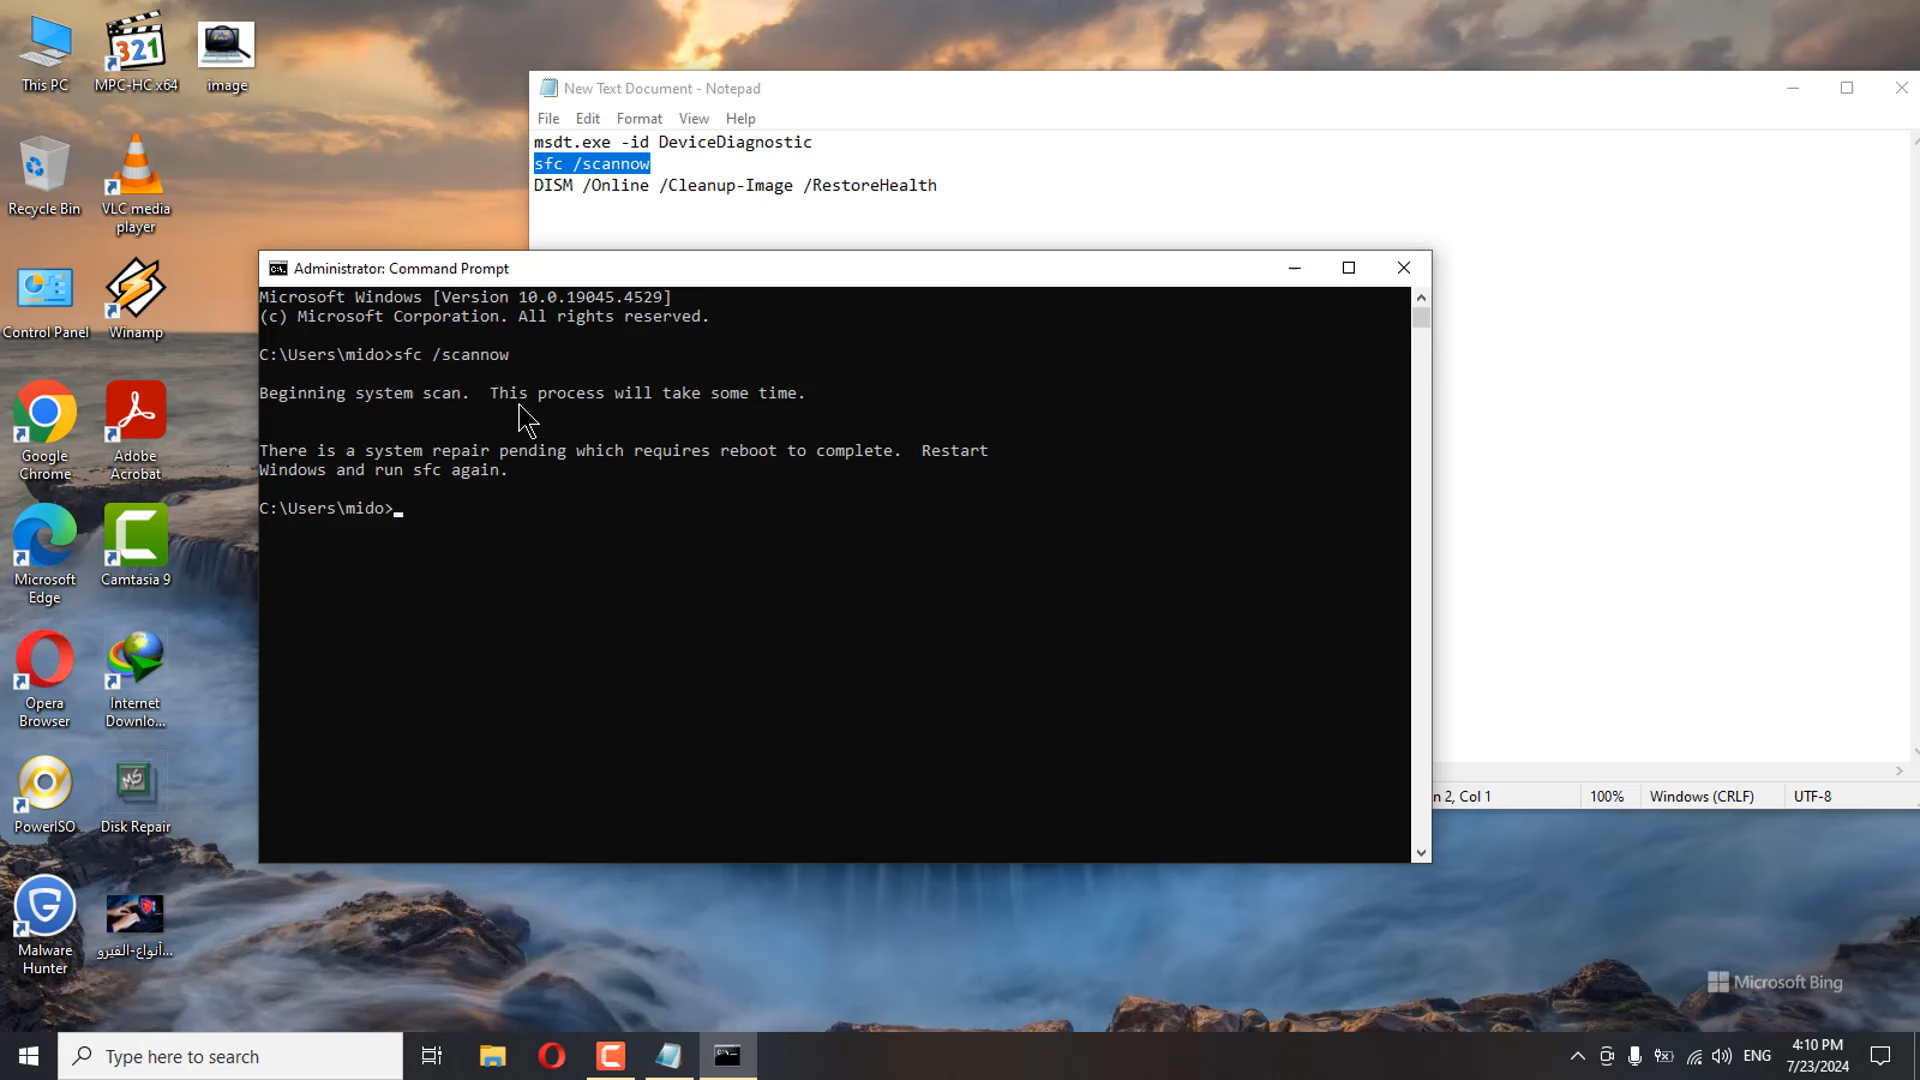 This PC
MPC-HC x64
image
Recycle Bin
VLC media
player
Control Panel
Winamp
Google
Chrome
Adobe
Acrobat
Microsoft
Edge
Camtasia 9
Opera
Browser
Internet
Downlo...
PowerISO
Disk Repair
Malware
Hunter
أنواع-الفيرو...
321
MS
New Text Document - Notepad
File Edit Format View Help
msdt.exe -id DeviceDiagnostic
sfc /scannow
DISM /Online /Cleanup-Image /RestoreHealth
n 2, Col 1 100% Windows (CRLF) UTF-8
Administrator: Command Prompt
Microsoft Windows [Version 10.0.19045.4529]
(c) Microsoft Corporation. All rights reserved.
C:\Users\mido>sfc /scannow
Beginning system scan.  This process will take some time.
There is a system repair pending which requires reboot to complete.  Restart
Windows and run sfc again.
C:\Users\mido>
Microsoft Bing
Type here to search
ENG
4:10 PM
7/23/2024